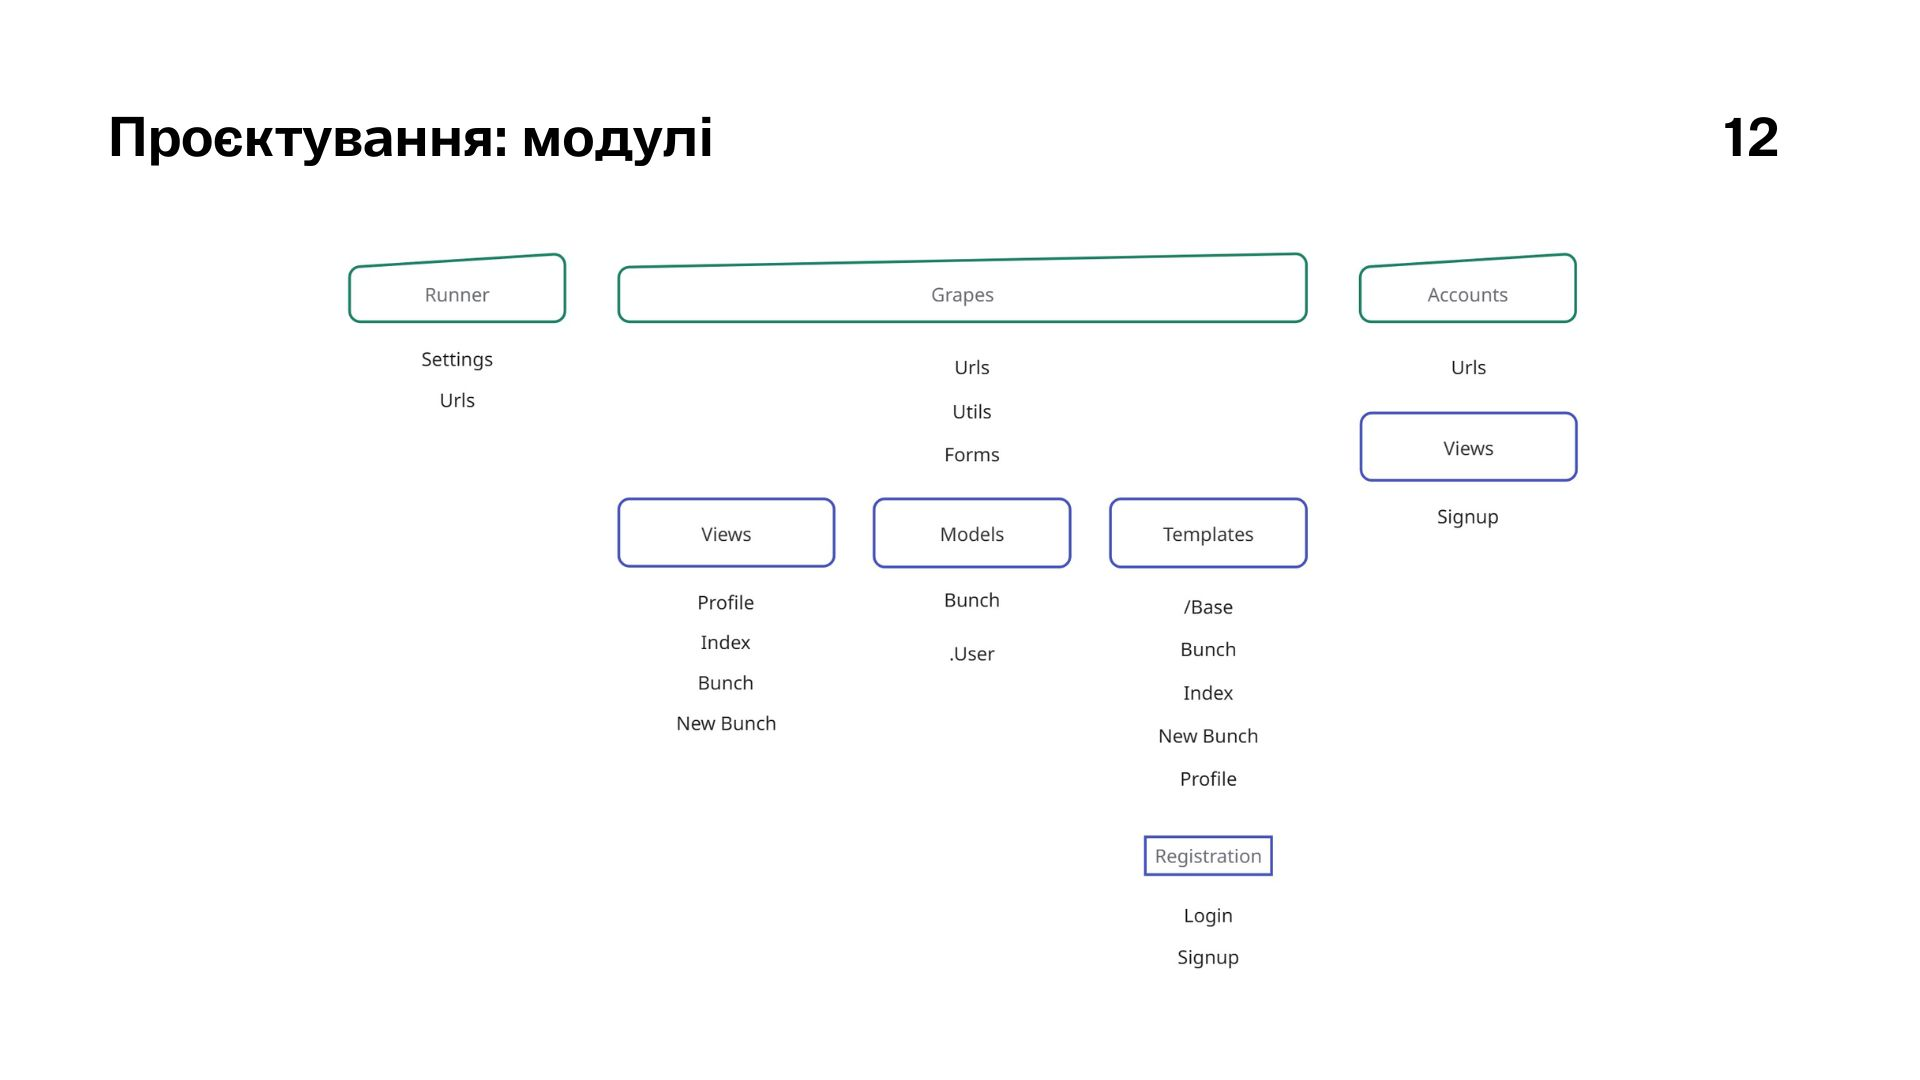 Проєктування: модулі
12
Runner
Settings
Urls
Grapes
Urls
Utils
Forms
Views
Profile
Index
Bunch
New Bunch
Models
Bunch
.User
Templates
/Base
Bunch
Index
New Bunch
Profile
Registration
Login
Signup
Accounts
Urls
Views
Signup